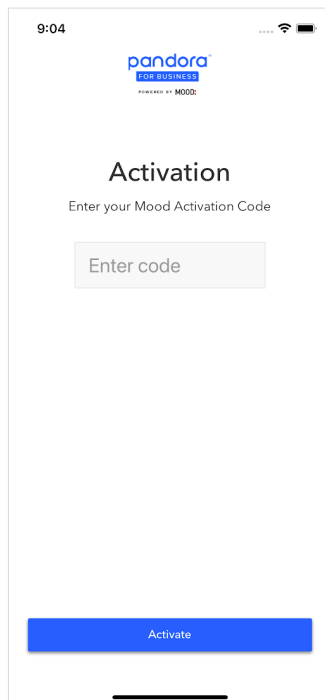 9:04
pandora
FOR BUSINESS
POWERED BY MOOD:
Activation
Enter your Mood Activation Code
Enter code
Activate